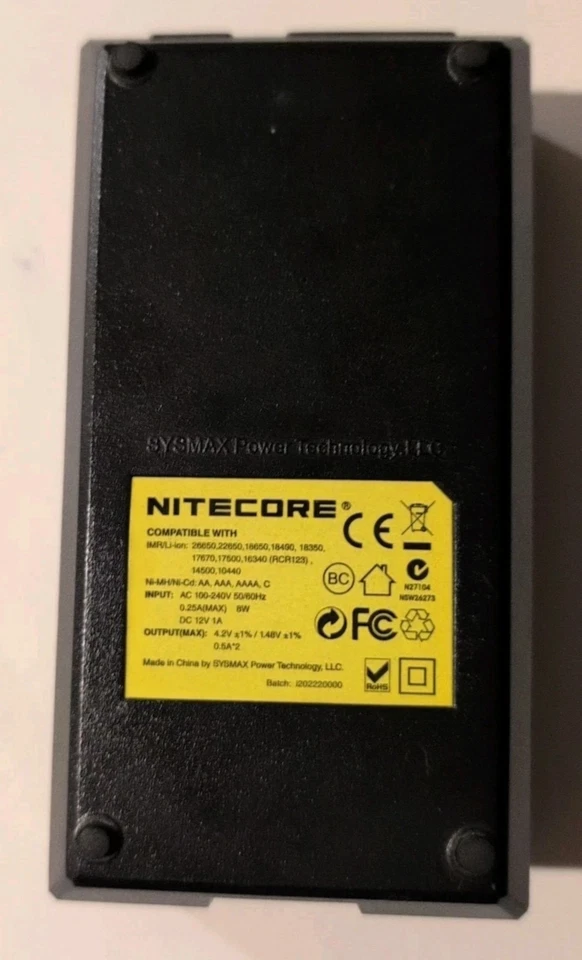 SYSMAX Power Technology,LLC
NITECORE®
CE
COMPATIBLE WITH
IMR/Li-ion: 26650,22650,18650,18490, 18350,
17670,17500,16340 (RCR123) ,
14500,10440
Ni-MH/Ni-Cd: AA, AAA, AAAA, C
BC
N27104
NSW26273
INPUT: AC 100-240V 50/60Hz
0.25A(MAX) 8W
DC 12V 1A
FC
OUTPUT(MAX): 4.2V ±1% / 1.48V ±1%
0.5A*2
Made in China by SYSMAX Power Technology, LLC.
RoHS
Batch: J202220000